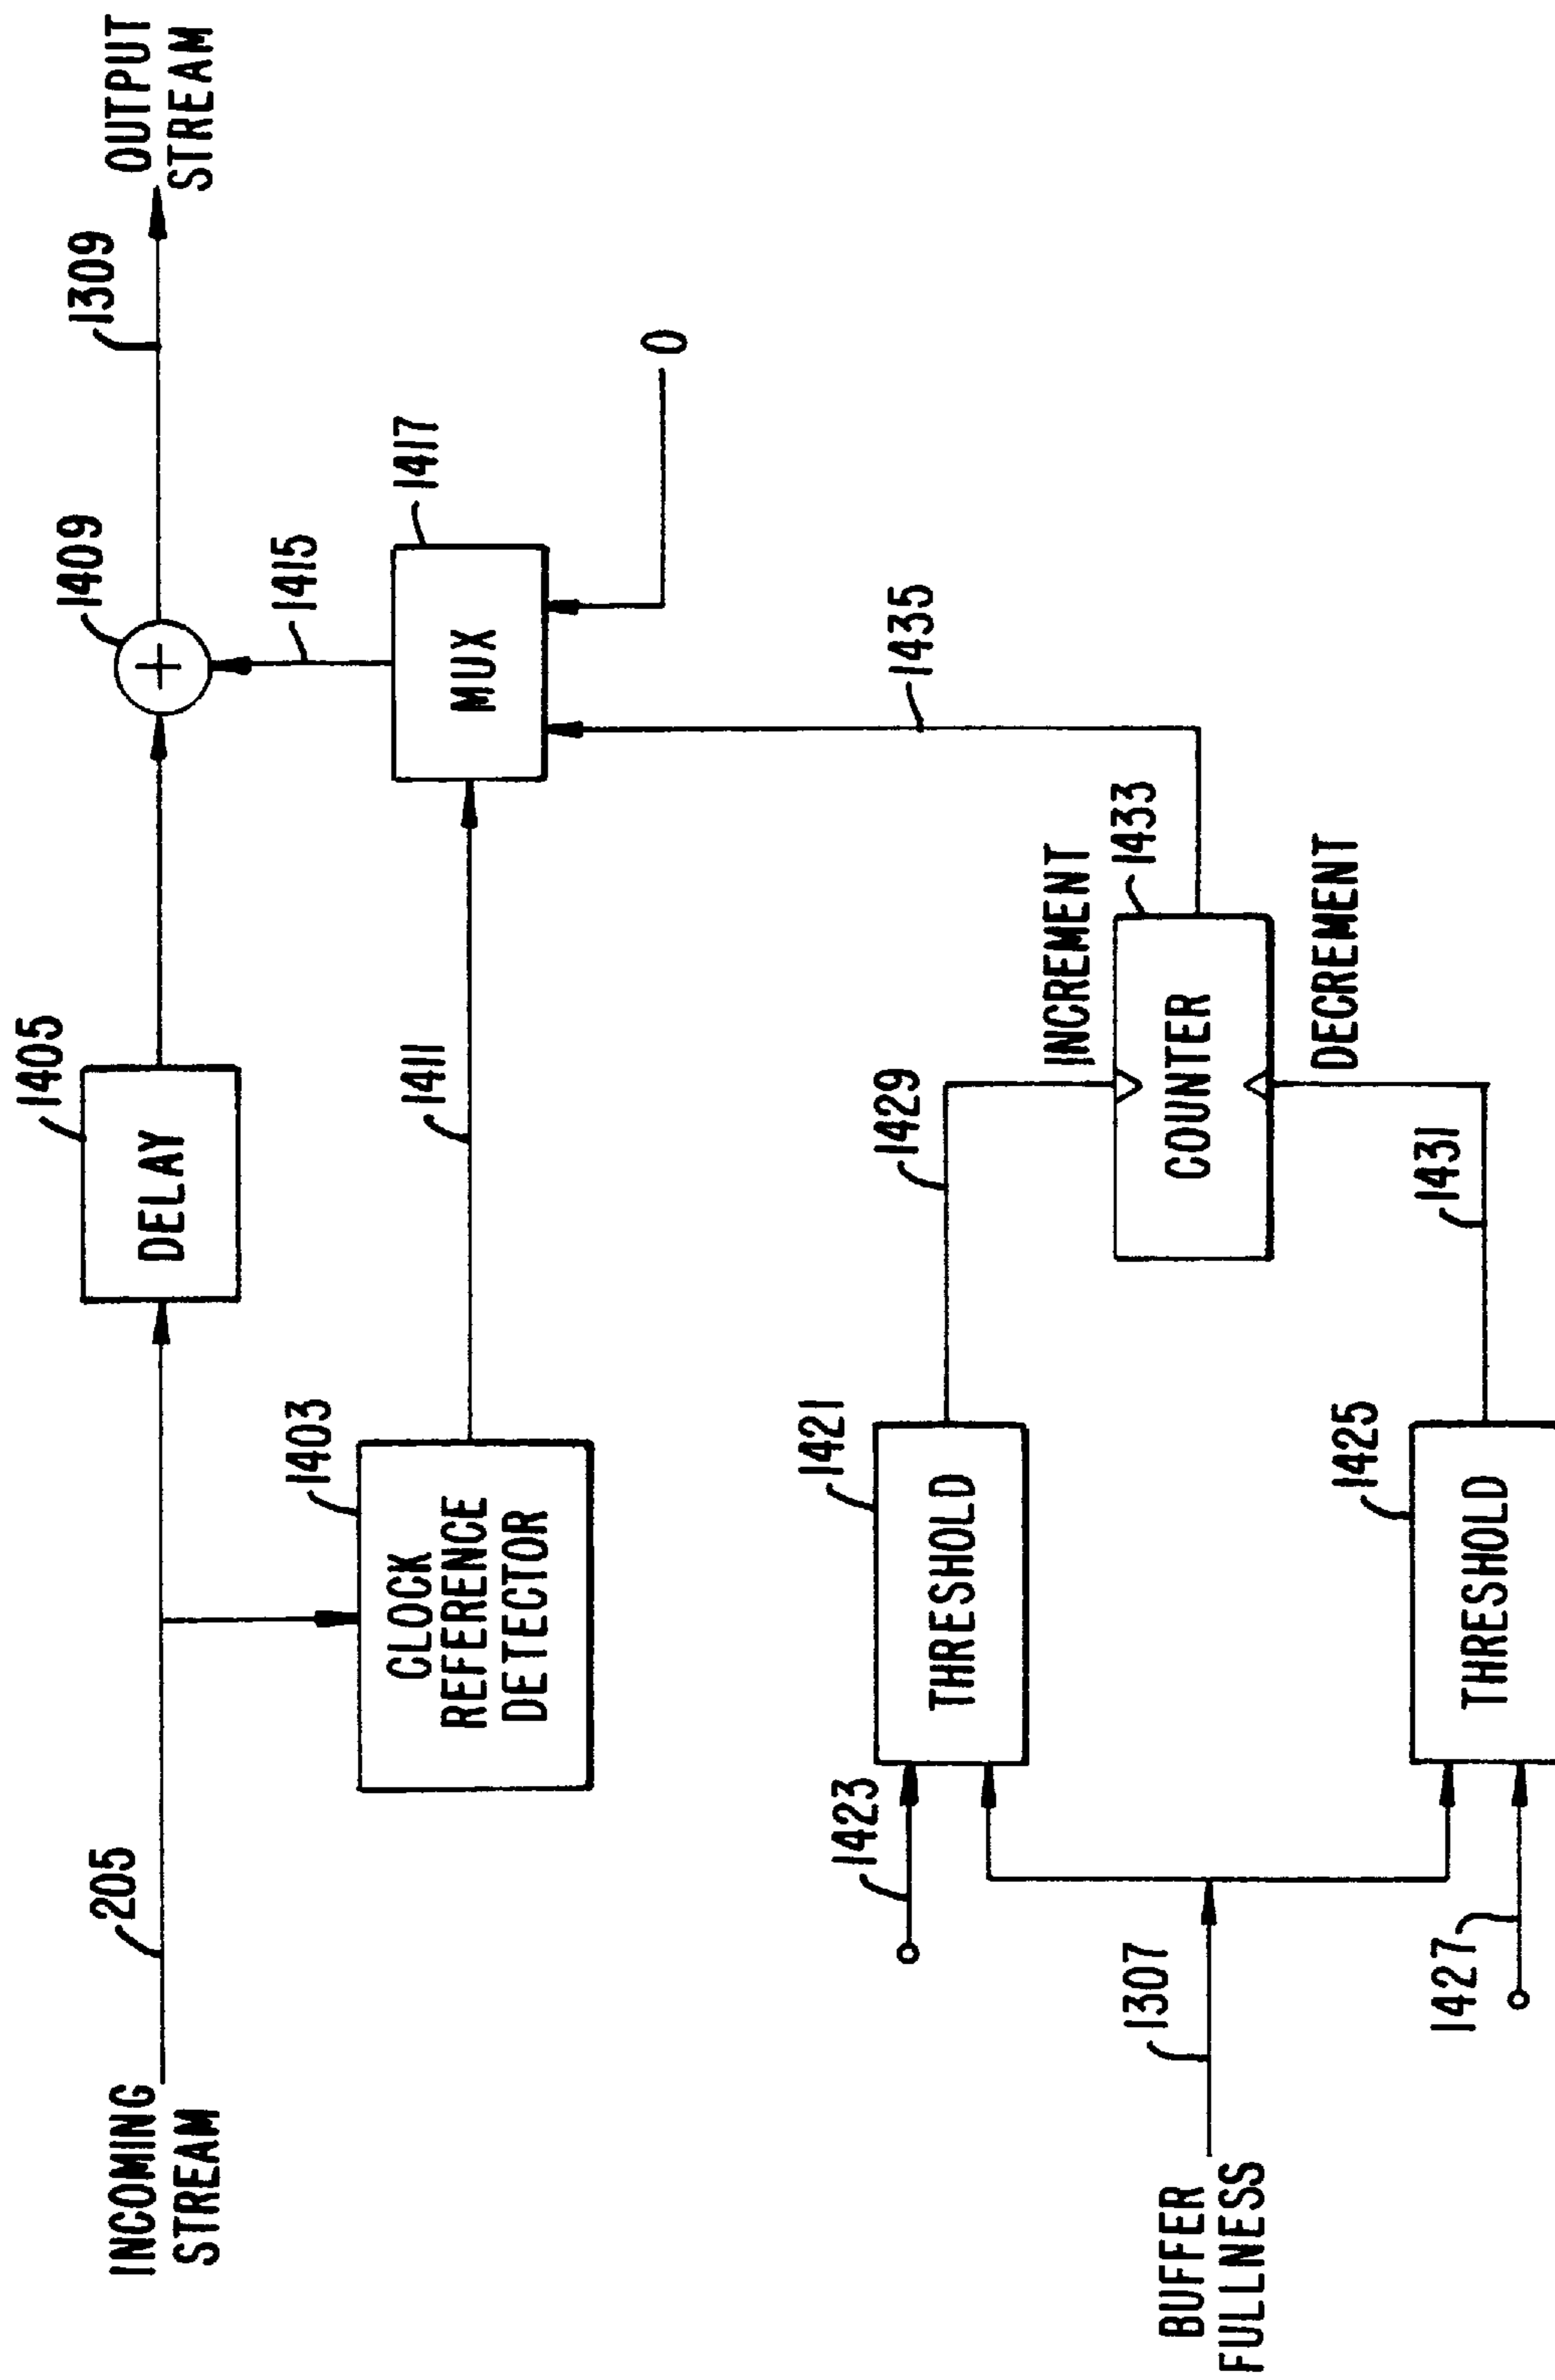 INCOMING
STREAM
205
1405
DELAY
1409
+
1309
OUTPUT
STREAM
1403
CLOCK
REFERENCE
DETECTOR
1411
1415
MUX
1417
0
1435
1423
1421
THRESHOLD
1429
INCREMENT
1433
COUNTER
DECREMENT
BUFFER
FULLNESS
1307
1427
1425
THRESHOLD
1431